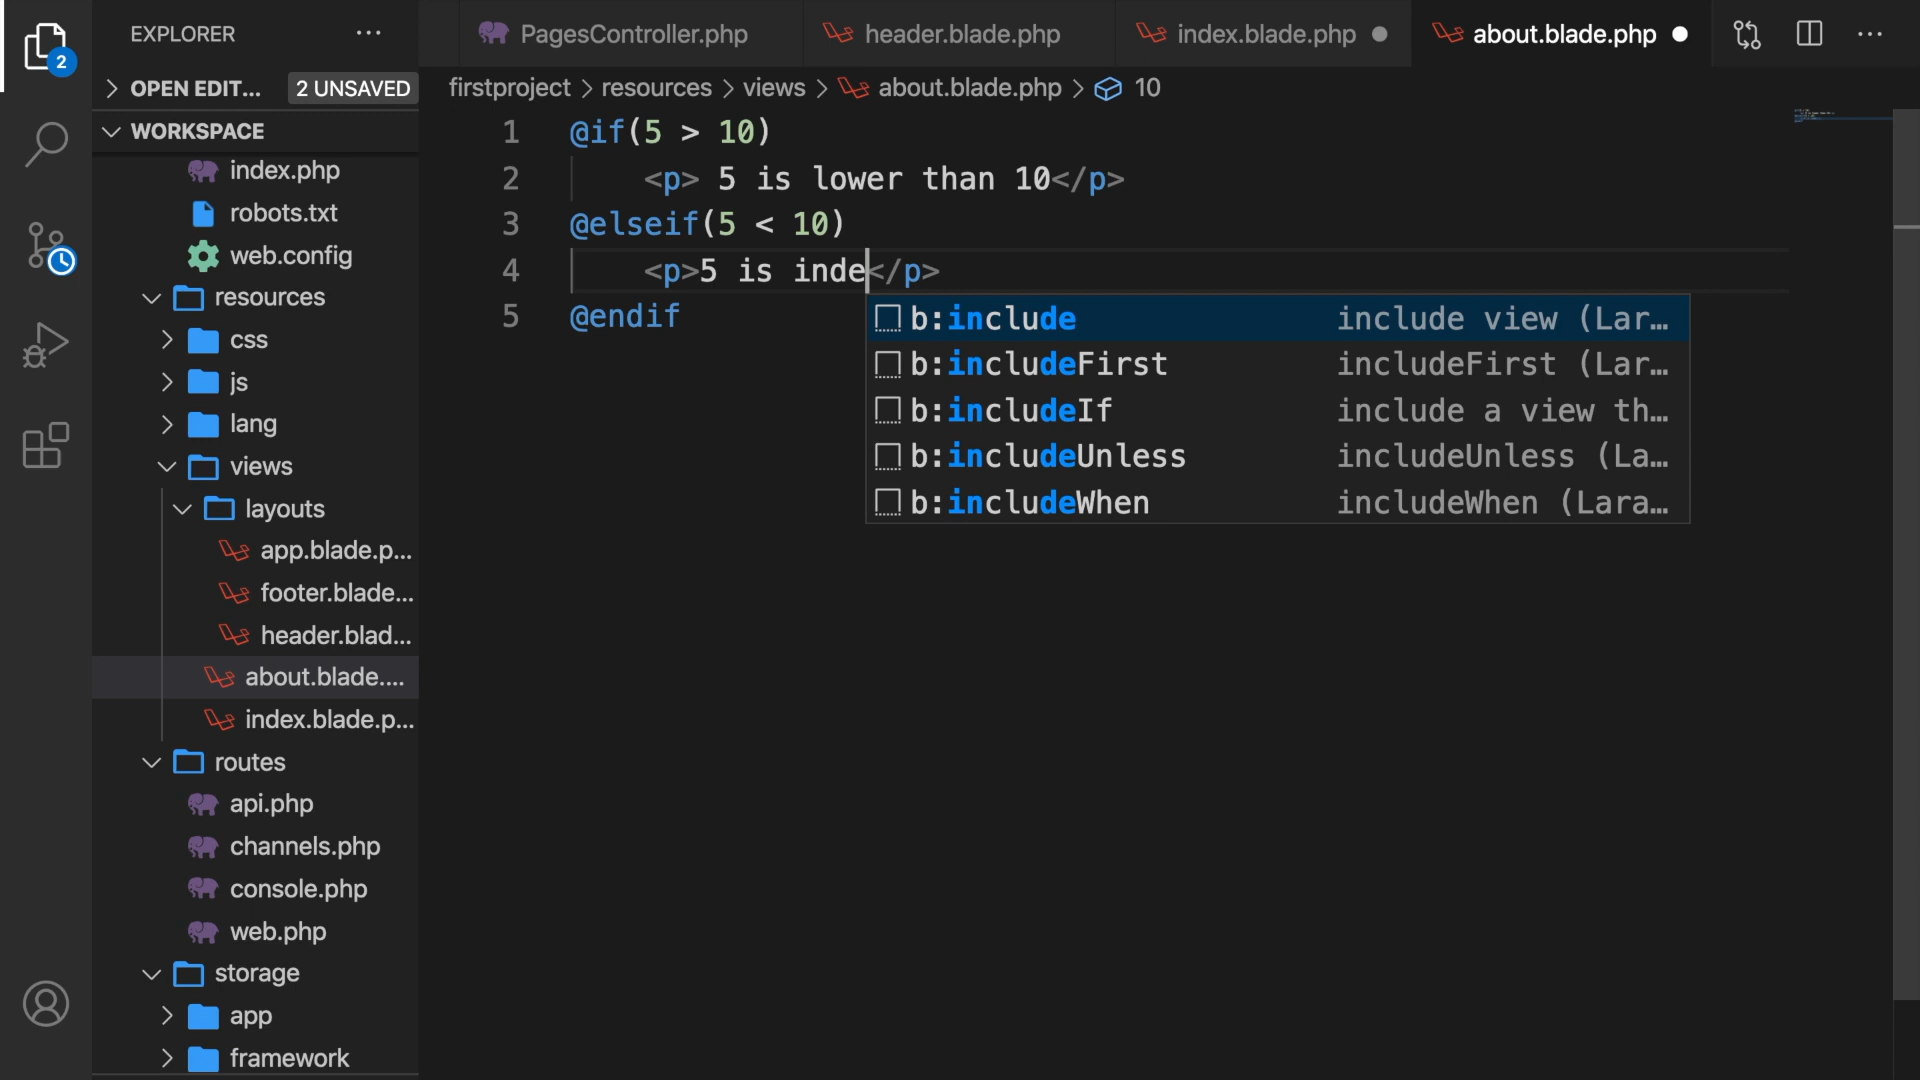 EXPLORER
OPEN EDIT... 2 UNSAVED
WORKSPACE
index.php
robots.txt
web.config
resources
css
js
lang
views
layouts
app.blade.p...
footer.blade...
header.blad...
about.blade....
index.blade.p...
routes
api.php
channels.php
console.php
web.php
storage
app
framework
2
PagesController.php header.blade.php index.blade.php about.blade.php
firstproject > resources > views > about.blade.php > 10
1 @if(5 > 10)
2 <p> 5 is lower than 10</p>
3 @elseif(5 < 10)
4 <p>5 is inde</p>
5 @endif
b:include include view (Lar...
b:includeFirst includeFirst (Lar...
b:includeIf include a view th...
b:includeUnless includeUnless (La...
b:includeWhen includeWhen (Lara...